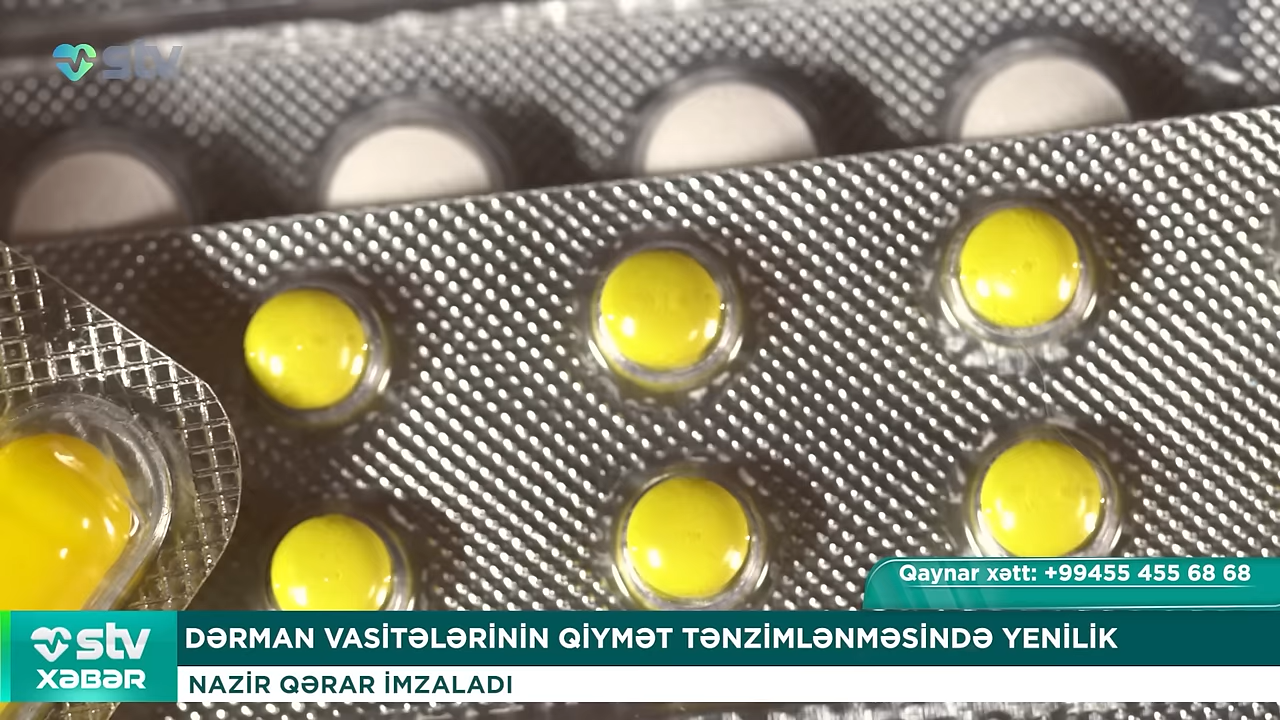 stv
Qaynar xətt: +99455 455 68 68
stv
XƏBƏR
DƏRMAN VASİTƏLƏRİNİN QİYMƏT TƏNZİMLƏNMƏSİNDƏ YENİLİK
NAZİR QƏRAR İMZALADI